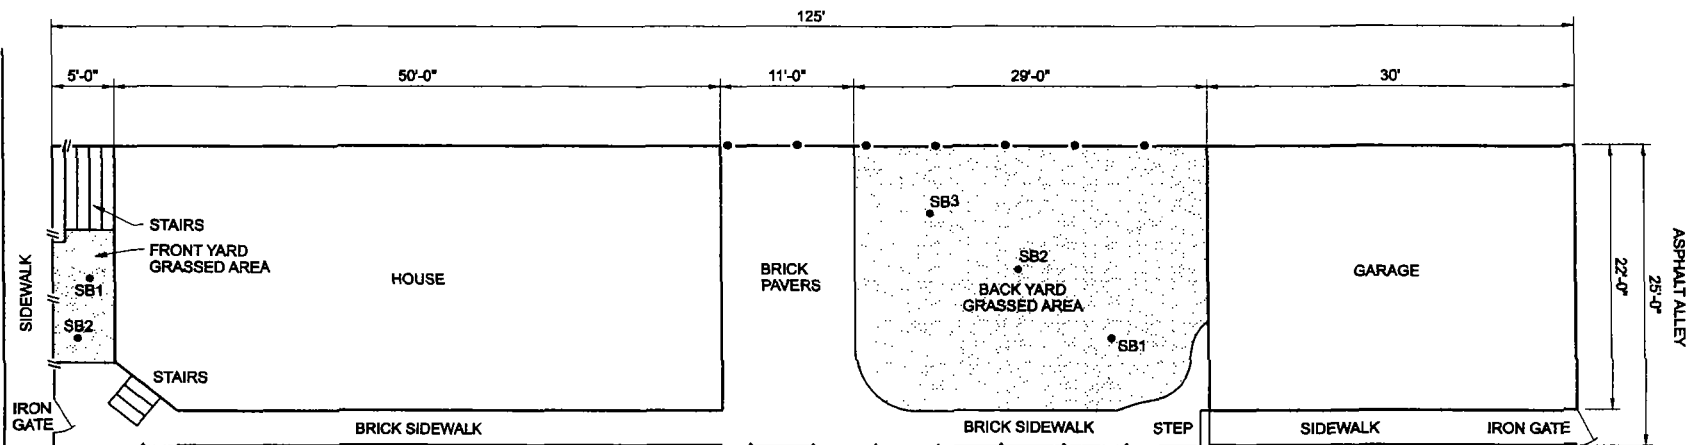 125'
5'-0"
50'-0"
11'-0"
29'-0"
30'
STAIRS
FRONT YARD
GRASSED AREA
SB1
SB2
SIDEWALK
HOUSE
STAIRS
IRON
GATE
BRICK SIDEWALK
BRICK
PAVERS
SB3
SB2
BACK YARD
GRASSED AREA
SB1
BRICK SIDEWALK
STEP
GARAGE
SIDEWALK
IRON GATE
22'-0"
25'-0"
ASPHALT ALLEY